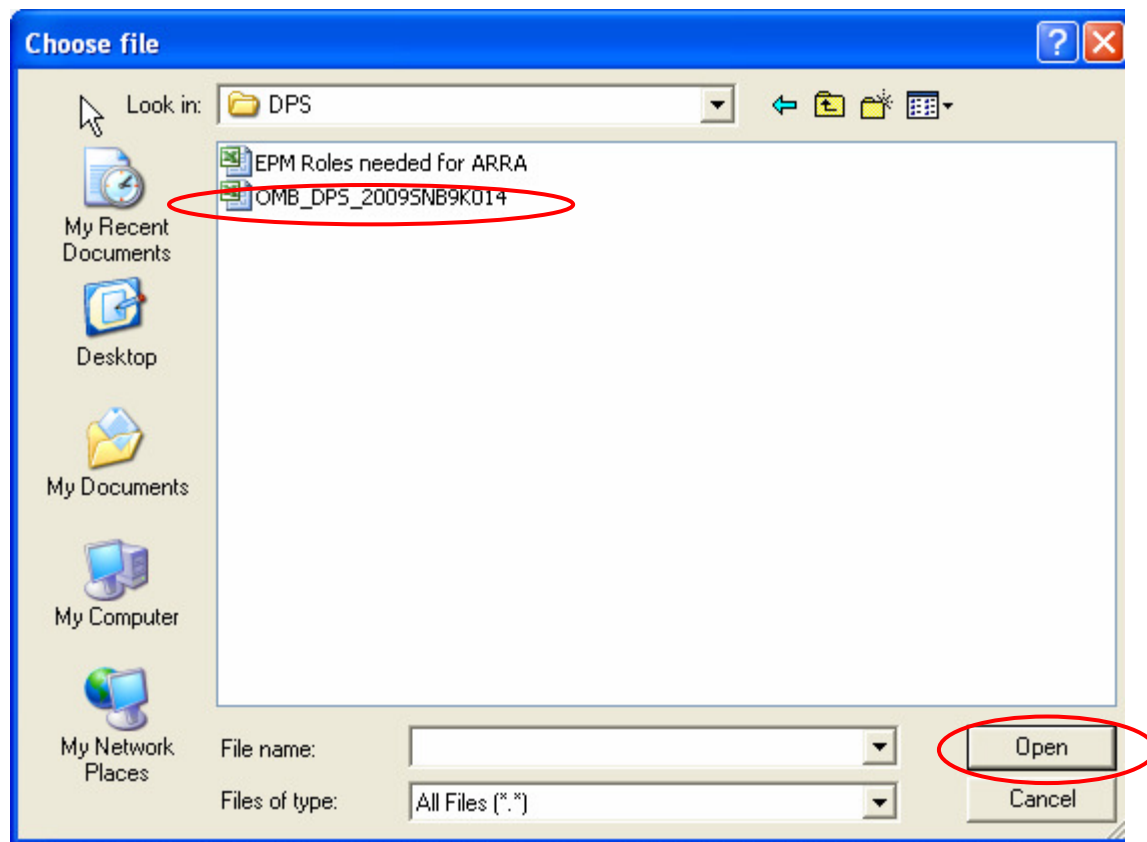 Choose file
Look in: DPS
EPM Roles needed for ARRA
OMB_DPS_2009SNB9K014
My Recent
Documents
Desktop
My Documents
My Computer
My Network
Places
File name:
Open
Files of type: All Files (*.*)
Cancel